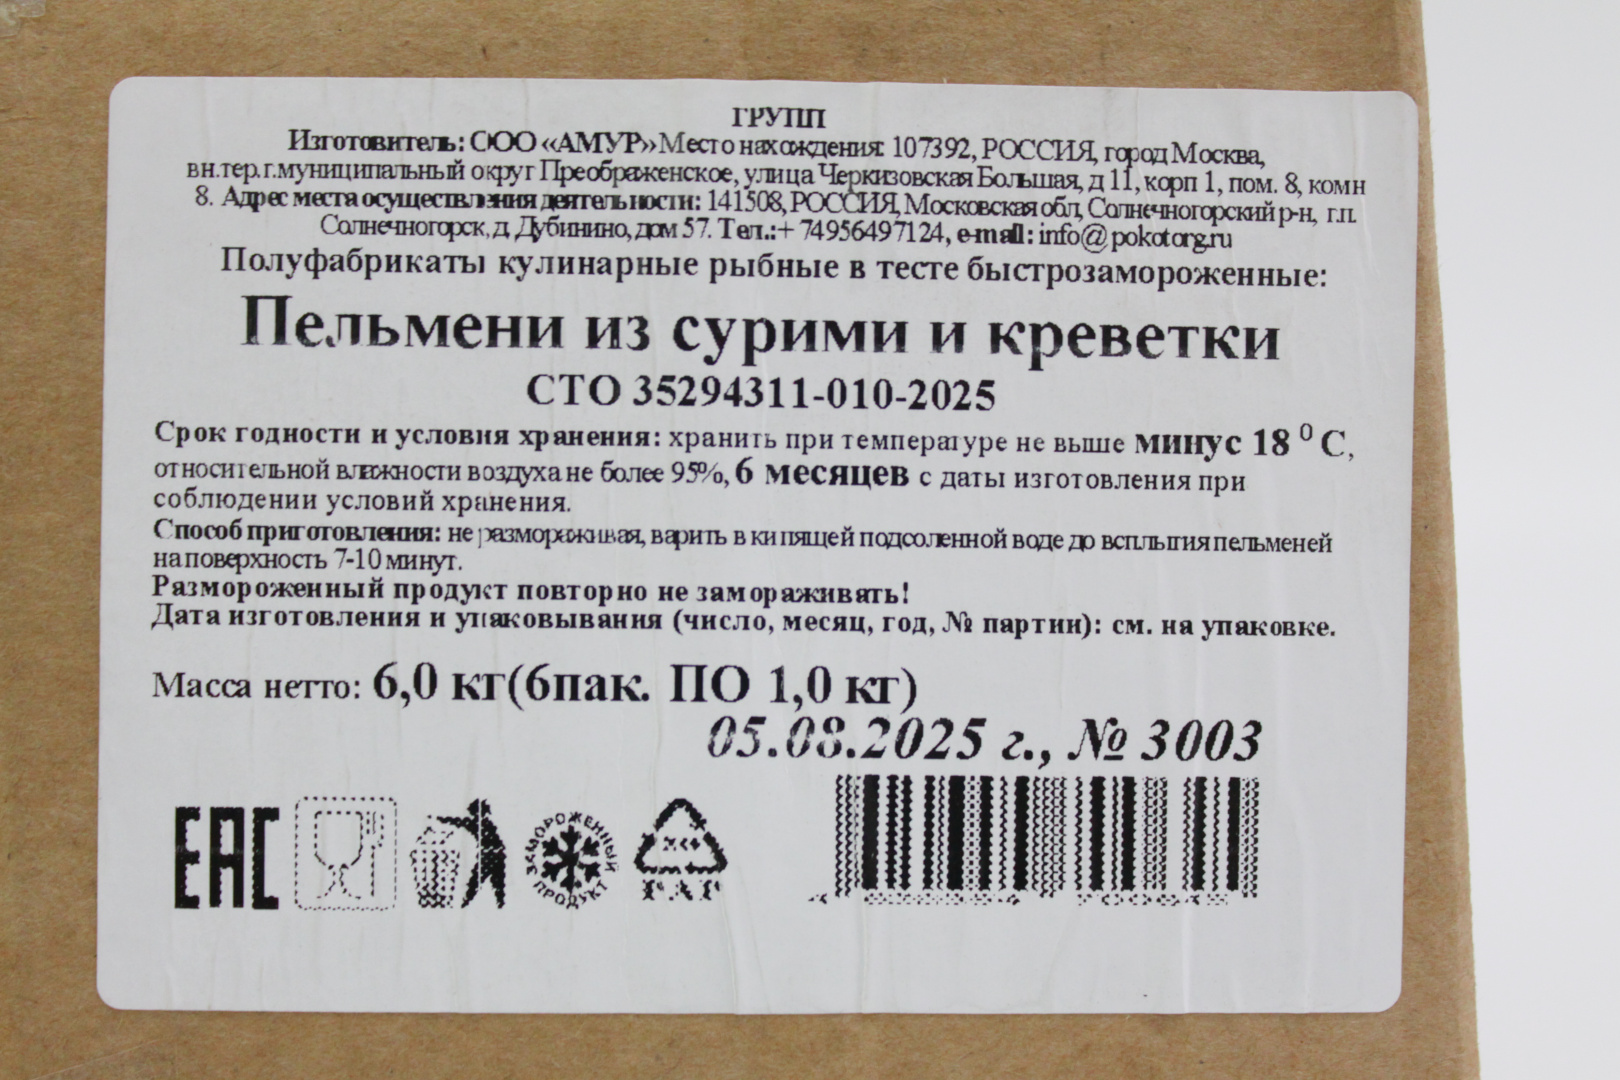 ГРУПП
Изготовитель: ООО «АМУР» Место нахождения: 107392, РОССИЯ, город Москва,
вн.тер.г.муниципальный округ Преображенское, улица Черкизовская Большая, д 11, корп 1, пом. 8, комн
8. Адрес места осуществления деятельности: 141508, РОССИЯ, Московская обл, Солнечногорский р-н, г.п.
Солнечногорск, д. Дубинино, дом 57. Тел.:+ 74956497124, e-mail: info@pokotorg.ru
Полуфабрикаты кулинарные рыбные в тесте быстрозамороженные:
Пельмени из сурими и креветки
СТО 35294311-010-2025
Срок годности и условия хранения: хранить при температуре не выше минус 18 ⁰ С,
относительной влажности воздуха не более 95%, 6 месяцев с даты изготовления при
соблюдении условий хранения.
Способ приготовления: не размораживая, варить в кипящей подсоленной воде до всплытия пельменей
на поверхность 7-10 минут.
Размороженный продукт повторно не замораживать!
Дата изготовления и упаковывания (число, месяц, год, № партии): см. на упаковке.
Масса нетто: 6,0 кг(6пак. ПО 1,0 кг)
05.08.2025 г., № 3003
ЕАС
ЗАМОРОЖЕННЫЙ ПРОДУКТ